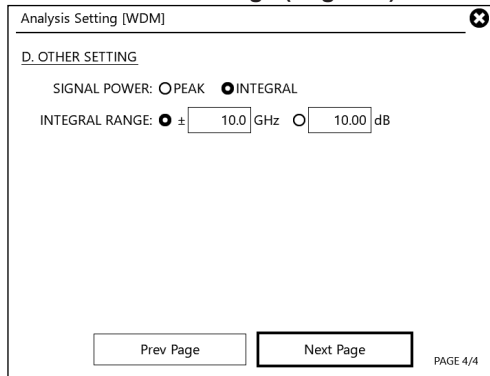 Analysis Setting [WDM]
D. OTHER SETTING
SIGNAL POWER: PEAK INTEGRAL
INTEGRAL RANGE: ± 10.0 GHz 10.00 dB
Prev Page Next Page
PAGE 4/4